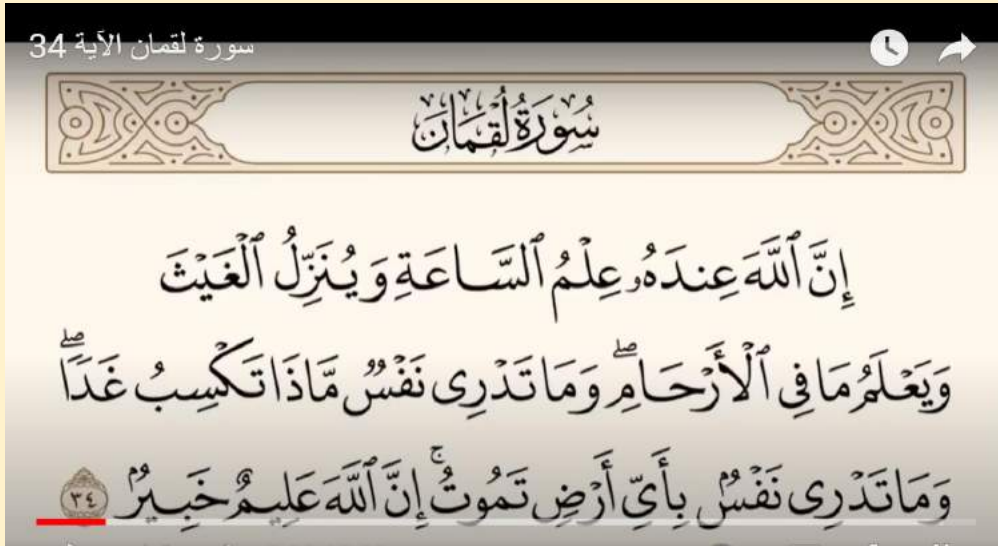 سورة لقمان الآية 34
سُورَةُ لُقْمَانَ
إِنَّ ٱللَّهَ عِندَهُۥ عِلْمُ ٱلسَّاعَةِ وَيُنَزِّلُ ٱلْغَيْثَ
وَيَعْلَمُ مَا فِى ٱلْأَرْحَامِۖ وَمَا تَدْرِى نَفْسٌ مَّاذَا تَكْسِبُ غَدًاۖ
وَمَا تَدْرِى نَفْسٌۢ بِأَىِّ أَرْضٍ تَمُوتُۚ إِنَّ ٱللَّهَ عَلِيمٌ خَبِيرٌۢ ٣٤